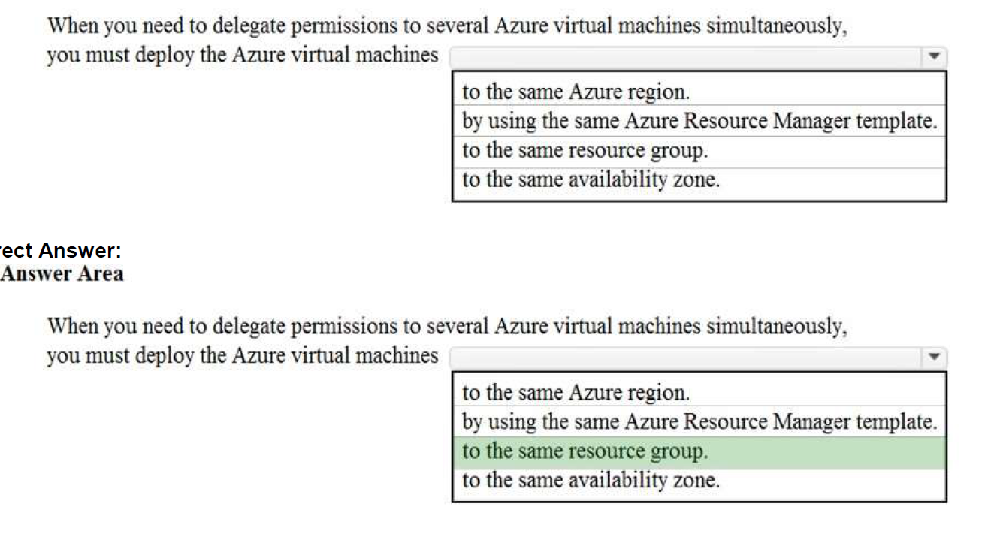 When you need to delegate permissions to several Azure virtual machines simultaneously,
you must deploy the Azure virtual machines
to the same Azure region.
by using the same Azure Resource Manager template.
to the same resource group.
to the same availability zone.
rect Answer:
Answer Area
When you need to delegate permissions to several Azure virtual machines simultaneously,
you must deploy the Azure virtual machines
to the same Azure region.
by using the same Azure Resource Manager template.
to the same resource group.
to the same availability zone.